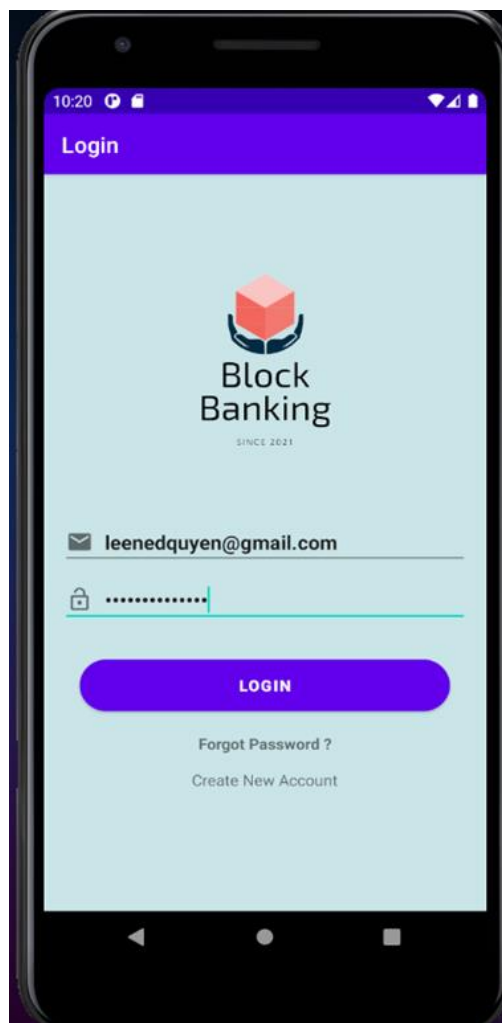 10:20
Login
Block
Banking
SINCE 2021
leenedquyen@gmail.com
••••••••••••••
LOGIN
Forgot Password ?
Create New Account